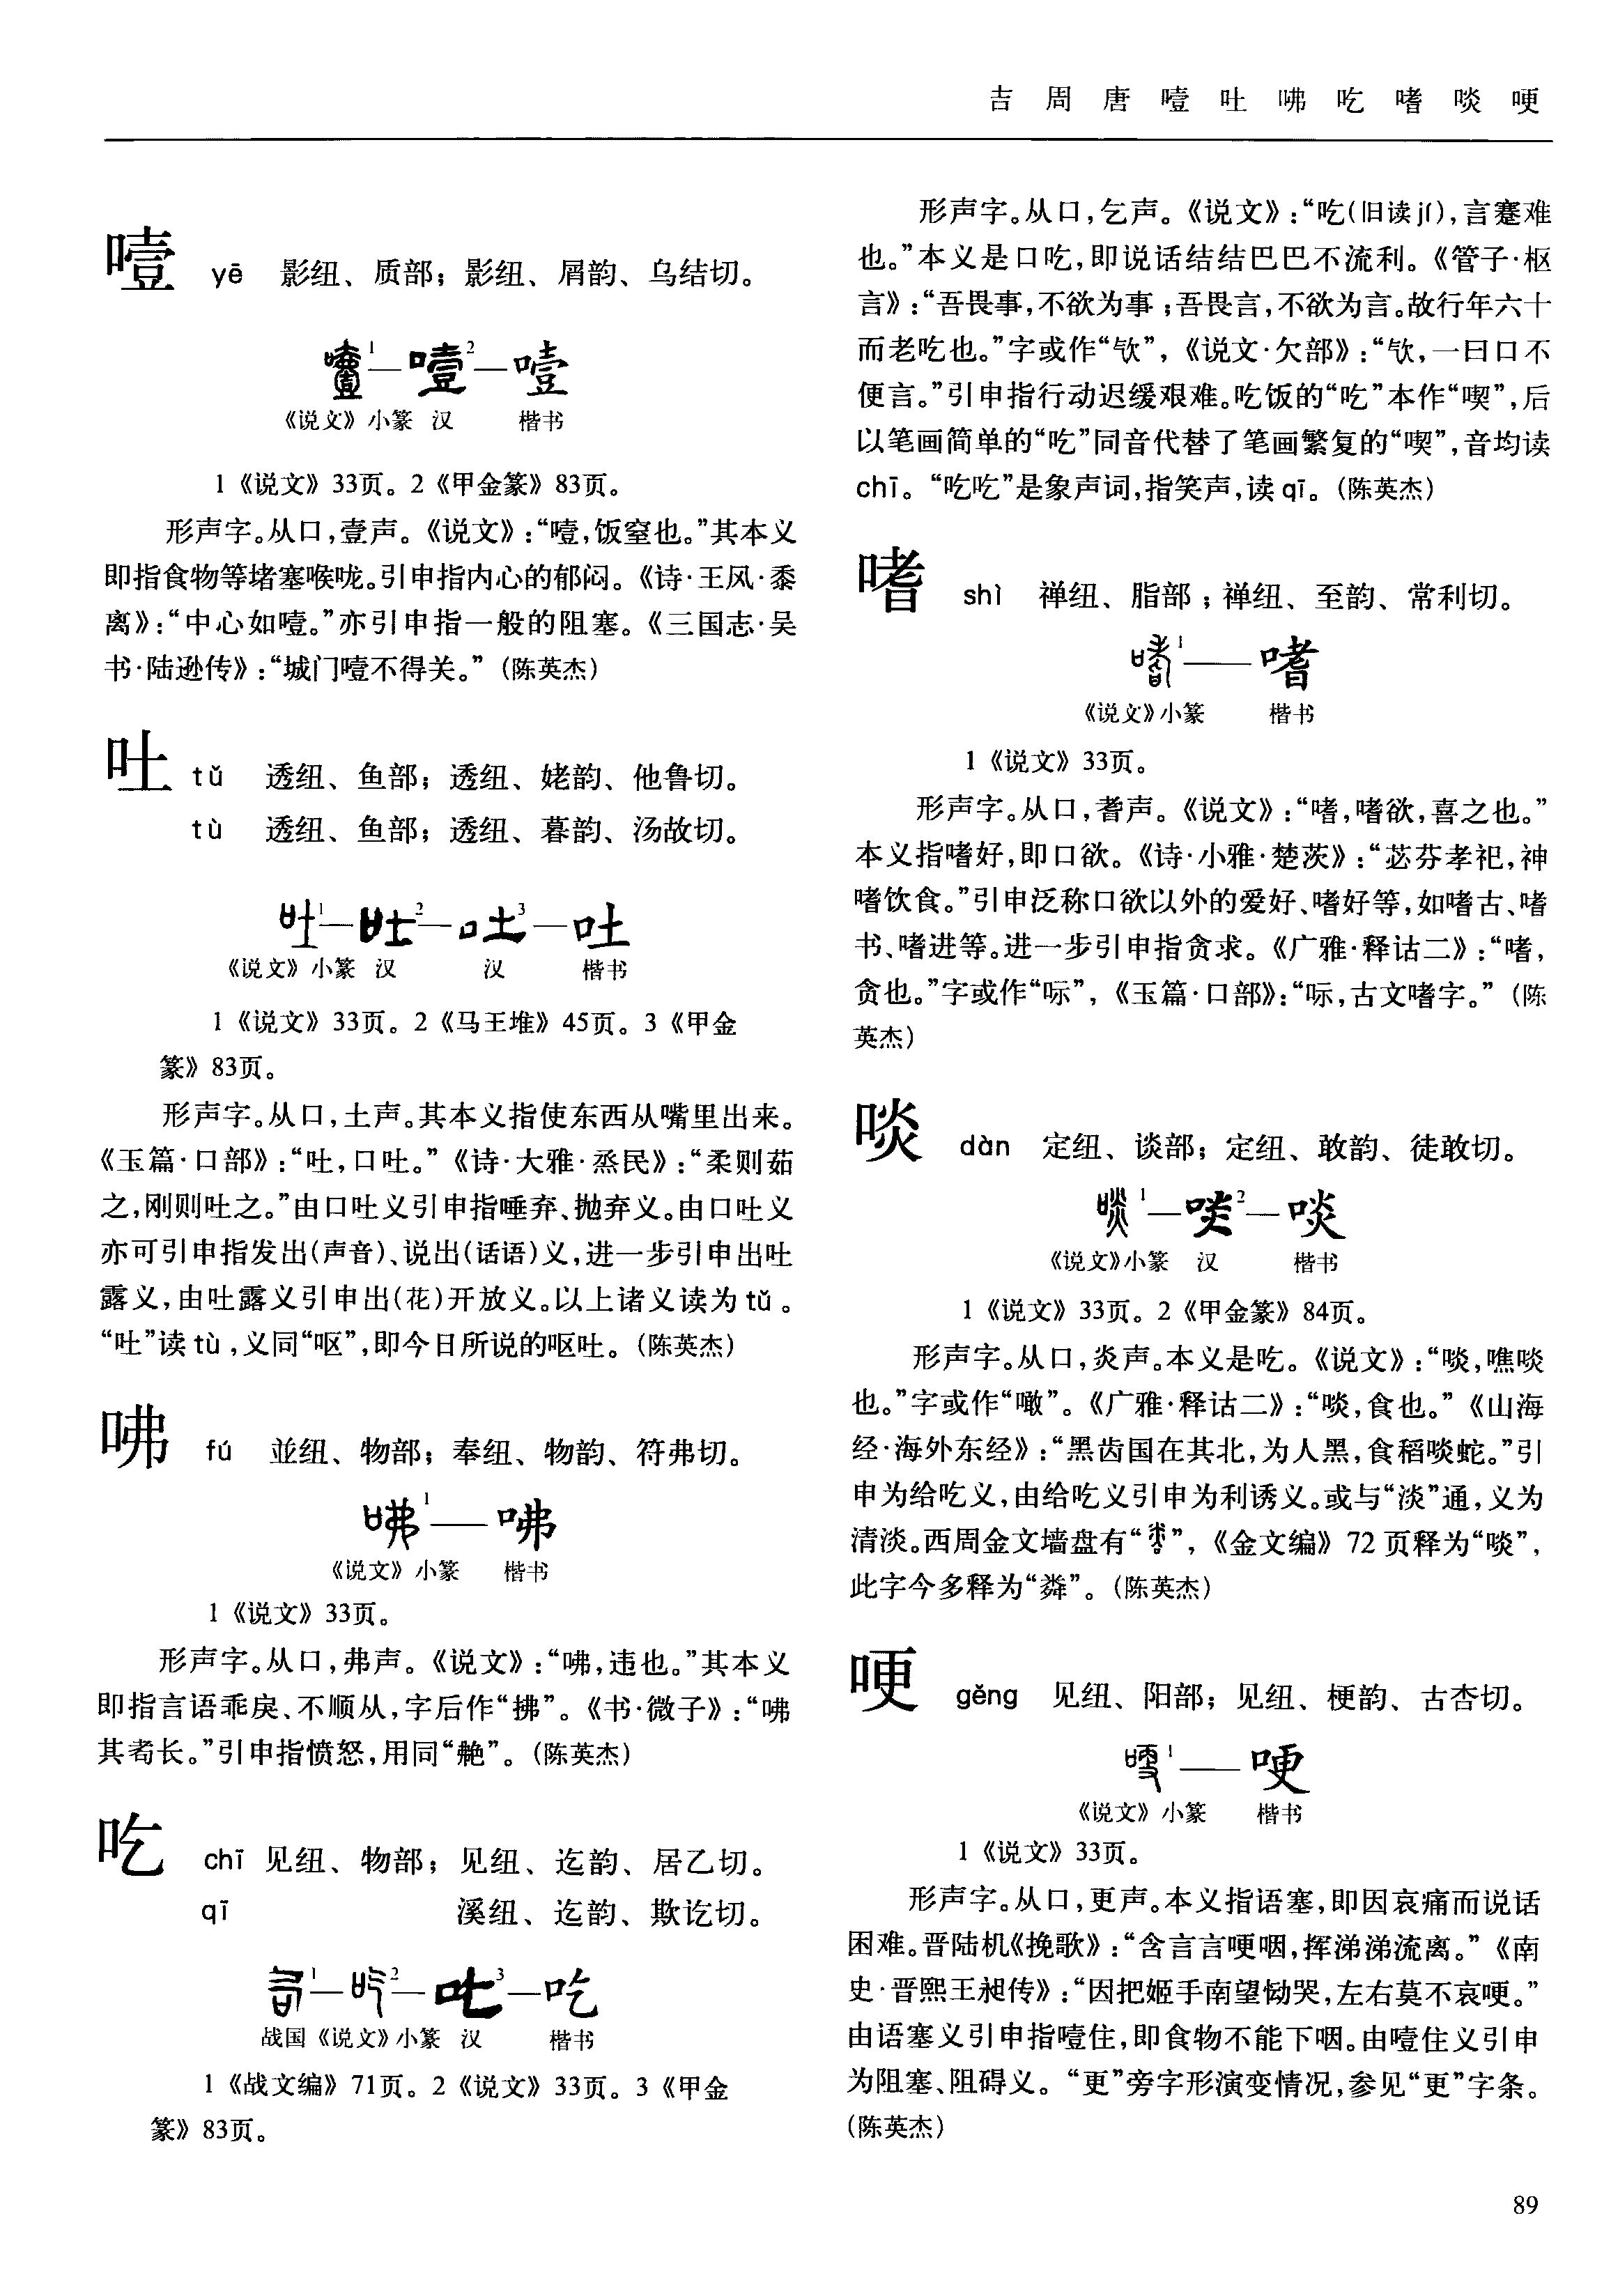 吉 周 唐 噎 吐 咈 吃 嗜 啖 哽
噎 yē 影纽、质部；影纽、屑韵、乌结切。
1 — 噎2 — 噎
《说文》小篆 汉 楷书
1《说文》33页。2《甲金篆》83页。
形声字。从口，壹声。《说文》：“噎，饭窒也。”其本义
即指食物等堵塞喉咙。引申指内心的郁闷。《诗·王风·黍
离》：“中心如噎。”亦引申指一般的阻塞。《三国志·吴
书·陆逊传》：“城门噎不得关。”（陈英杰）
吐 tǔ 透纽、鱼部；透纽、姥韵、他鲁切。
tù 透纽、鱼部；透纽、暮韵、汤故切。
吐1—吐2—吐3—吐
《说文》小篆 汉 汉 楷书
1《说文》33页。2《马王堆》45页。3《甲金
篆》83页。
形声字。从口，土声。其本义指使东西从嘴里出来。
《玉篇·口部》：“吐，口吐。”《诗·大雅·烝民》：“柔则茹
之，刚则吐之。”由口吐义引申指唾弃、抛弃义。由口吐义
亦可引申指发出（声音）、说出（话语）义，进一步引申出吐
露义，由吐露义引申出（花）开放义。以上诸义读为 tǔ。
“吐”读 tù，义同“呕”，即今日所说的呕吐。（陈英杰）
咈 fú 並纽、物部；奉纽、物韵、符弗切。
咈1 — 咈
《说文》小篆 楷书
1《说文》33页。
形声字。从口，弗声。《说文》：“咈，违也。”其本义
即指言语乖戾、不顺从，字后作“拂”。《书·微子》：“咈
其耇长。”引申指愤怒，用同“艴”。（陈英杰）
吃 chī 见纽、物部；见纽、迄韵、居乙切。
qī 溪纽、迄韵、欺讫切。
1—吃2—吃3—吃
战国《说文》小篆 汉 楷书
1《战文编》71页。2《说文》33页。3《甲金
篆》83页。
形声字。从口，乞声。《说文》：“吃（旧读jí），言蹇难
也。”本义是口吃，即说话结结巴巴不流利。《管子·枢
言》：“吾畏事，不欲为事；吾畏言，不欲为言。故行年六十
而老吃也。”字或作“㰟”，《说文·欠部》：“㰟，一曰口不
便言。”引申指行动迟缓艰难。吃饭的“吃”本作“喫”，后
以笔画简单的“吃”同音代替了笔画繁复的“喫”，音均读
chī。“吃吃”是象声词，指笑声，读qī。（陈英杰）
嗜 shì 禅纽、脂部；禅纽、至韵、常利切。
嗜1 — 嗜
《说文》小篆 楷书
1《说文》33页。
形声字。从口，耆声。《说文》：“嗜，嗜欲，喜之也。”
本义指嗜好，即口欲。《诗·小雅·楚茨》：“苾芬孝祀，神
嗜饮食。”引申泛称口欲以外的爱好、嗜好等，如嗜古、嗜
书、嗜进等。进一步引申指贪求。《广雅·释诂二》：“嗜，
贪也。”字或作“呩”，《玉篇·口部》：“呩，古文嗜字。”（陈
英杰）
啖 dàn 定纽、谈部；定纽、敢韵、徒敢切。
啖1—啖2—啖
《说文》小篆 汉 楷书
1《说文》33页。2《甲金篆》84页。
形声字。从口，炎声。本义是吃。《说文》：“啖，噍啖
也。”字或作“噉”。《广雅·释诂二》：“啖，食也。”《山海
经·海外东经》：“黑齿国在其北，为人黑，食稻啖蛇。”引
申为给吃义，由给吃义引申为利诱义。或与“淡”通，义为
清淡。西周金文墙盘有“”，《金文编》72页释为“啖”，
此字今多释为“粦”。（陈英杰）
哽 gěng 见纽、阳部；见纽、梗韵、古杏切。
哽1 — 哽
《说文》小篆 楷书
1《说文》33页。
形声字。从口，更声。本义指语塞，即因哀痛而说话
困难。晋陆机《挽歌》：“含言言哽咽，挥涕涕流离。”《南
史·晋熙王昶传》：“因把姬手南望恸哭，左右莫不哀哽。”
由语塞义引申指噎住，即食物不能下咽。由噎住义引申
为阻塞、阻碍义。“更”旁字形演变情况，参见“更”字条。
（陈英杰）
89